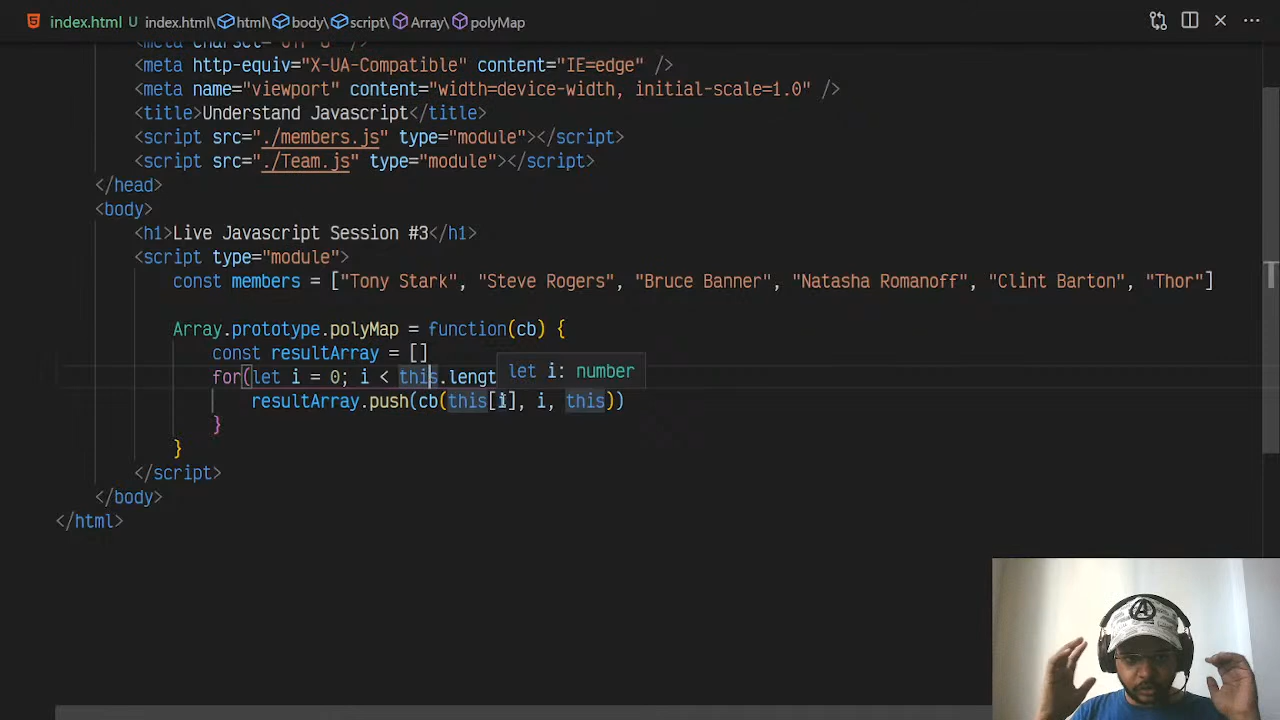 index.html U index.html\html\body\script\Array\polyMap
<meta charset="UTF-8" />
<meta http-equiv="X-UA-Compatible" content="IE=edge" />
<meta name="viewport" content="width=device-width, initial-scale=1.0" />
<title>Understand Javascript</title>
<script src="./members.js" type="module"></script>
<script src="./Team.js" type="module"></script>
</head>
<body>
<h1>Live Javascript Session #3</h1>
<script type="module">
const members = ["Tony Stark", "Steve Rogers", "Bruce Banner", "Natasha Romanoff", "Clint Barton", "Thor"]
Array.prototype.polyMap = function(cb) {
const resultArray = []
for(let i = 0; i < this.lengt
let i: number
resultArray.push(cb(this[i], i, this))
}
}
</script>
</body>
</html>